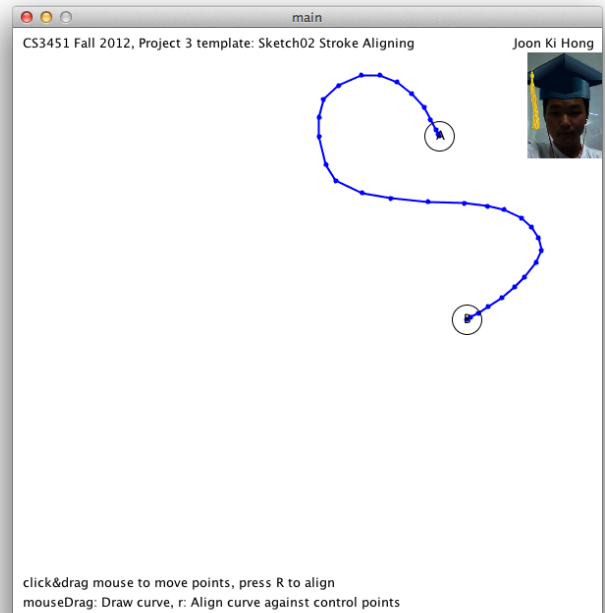 main
CS3451 Fall 2012, Project 3 template: Sketch02 Stroke Aligning
Joon Ki Hong
A
B
click&drag mouse to move points, press R to align
mouseDrag: Draw curve, r: Align curve against control points